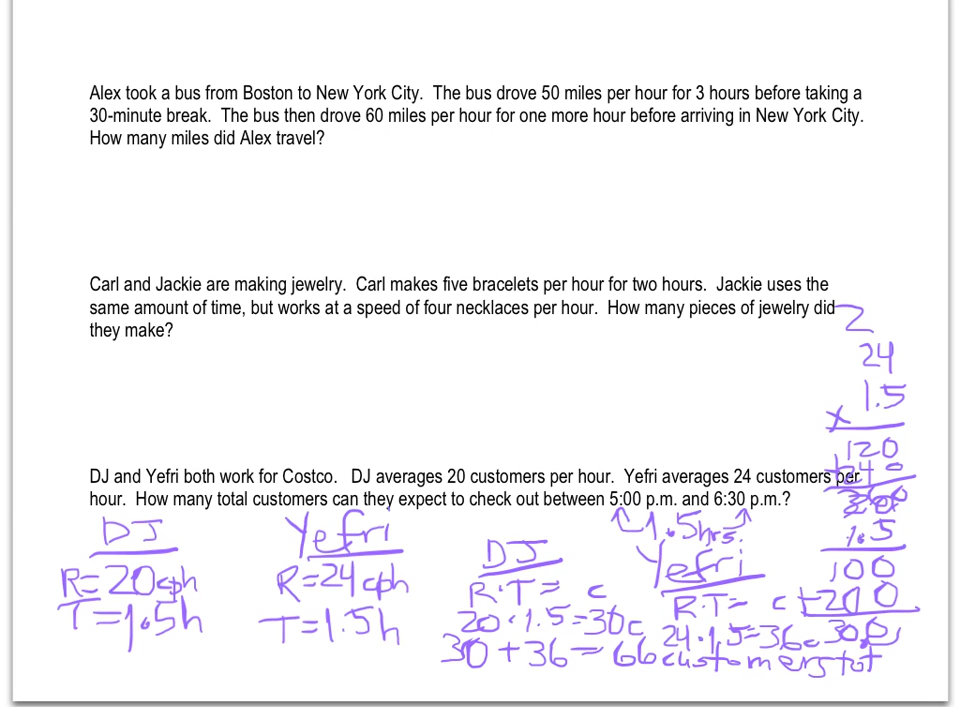 Alex took a bus from Boston to New York City. The bus drove 50 miles per hour for 3 hours before taking a
30-minute break. The bus then drove 60 miles per hour for one more hour before arriving in New York City.
How many miles did Alex travel?
Carl and Jackie are making jewelry. Carl makes five bracelets per hour for two hours. Jackie uses the
same amount of time, but works at a speed of four necklaces per hour. How many pieces of jewelry did
they make?
2
24
x 1.5
120
+240
DJ and Yefri both work for Costco. DJ averages 20 customers per hour. Yefri averages 24 customers per
hour. How many total customers can they expect to check out between 5:00 p.m. and 6:30 p.m.?
↑1.5hrs.↑
1.5
100
+200
30.0
DJ
R=20cph
T=1.5h
Yefri
R=24cph
T=1.5h
DJ
R·T= c
20·1.5=30c
Yefri
R·T= c
24·1.5=36c
30+36=66customerstot